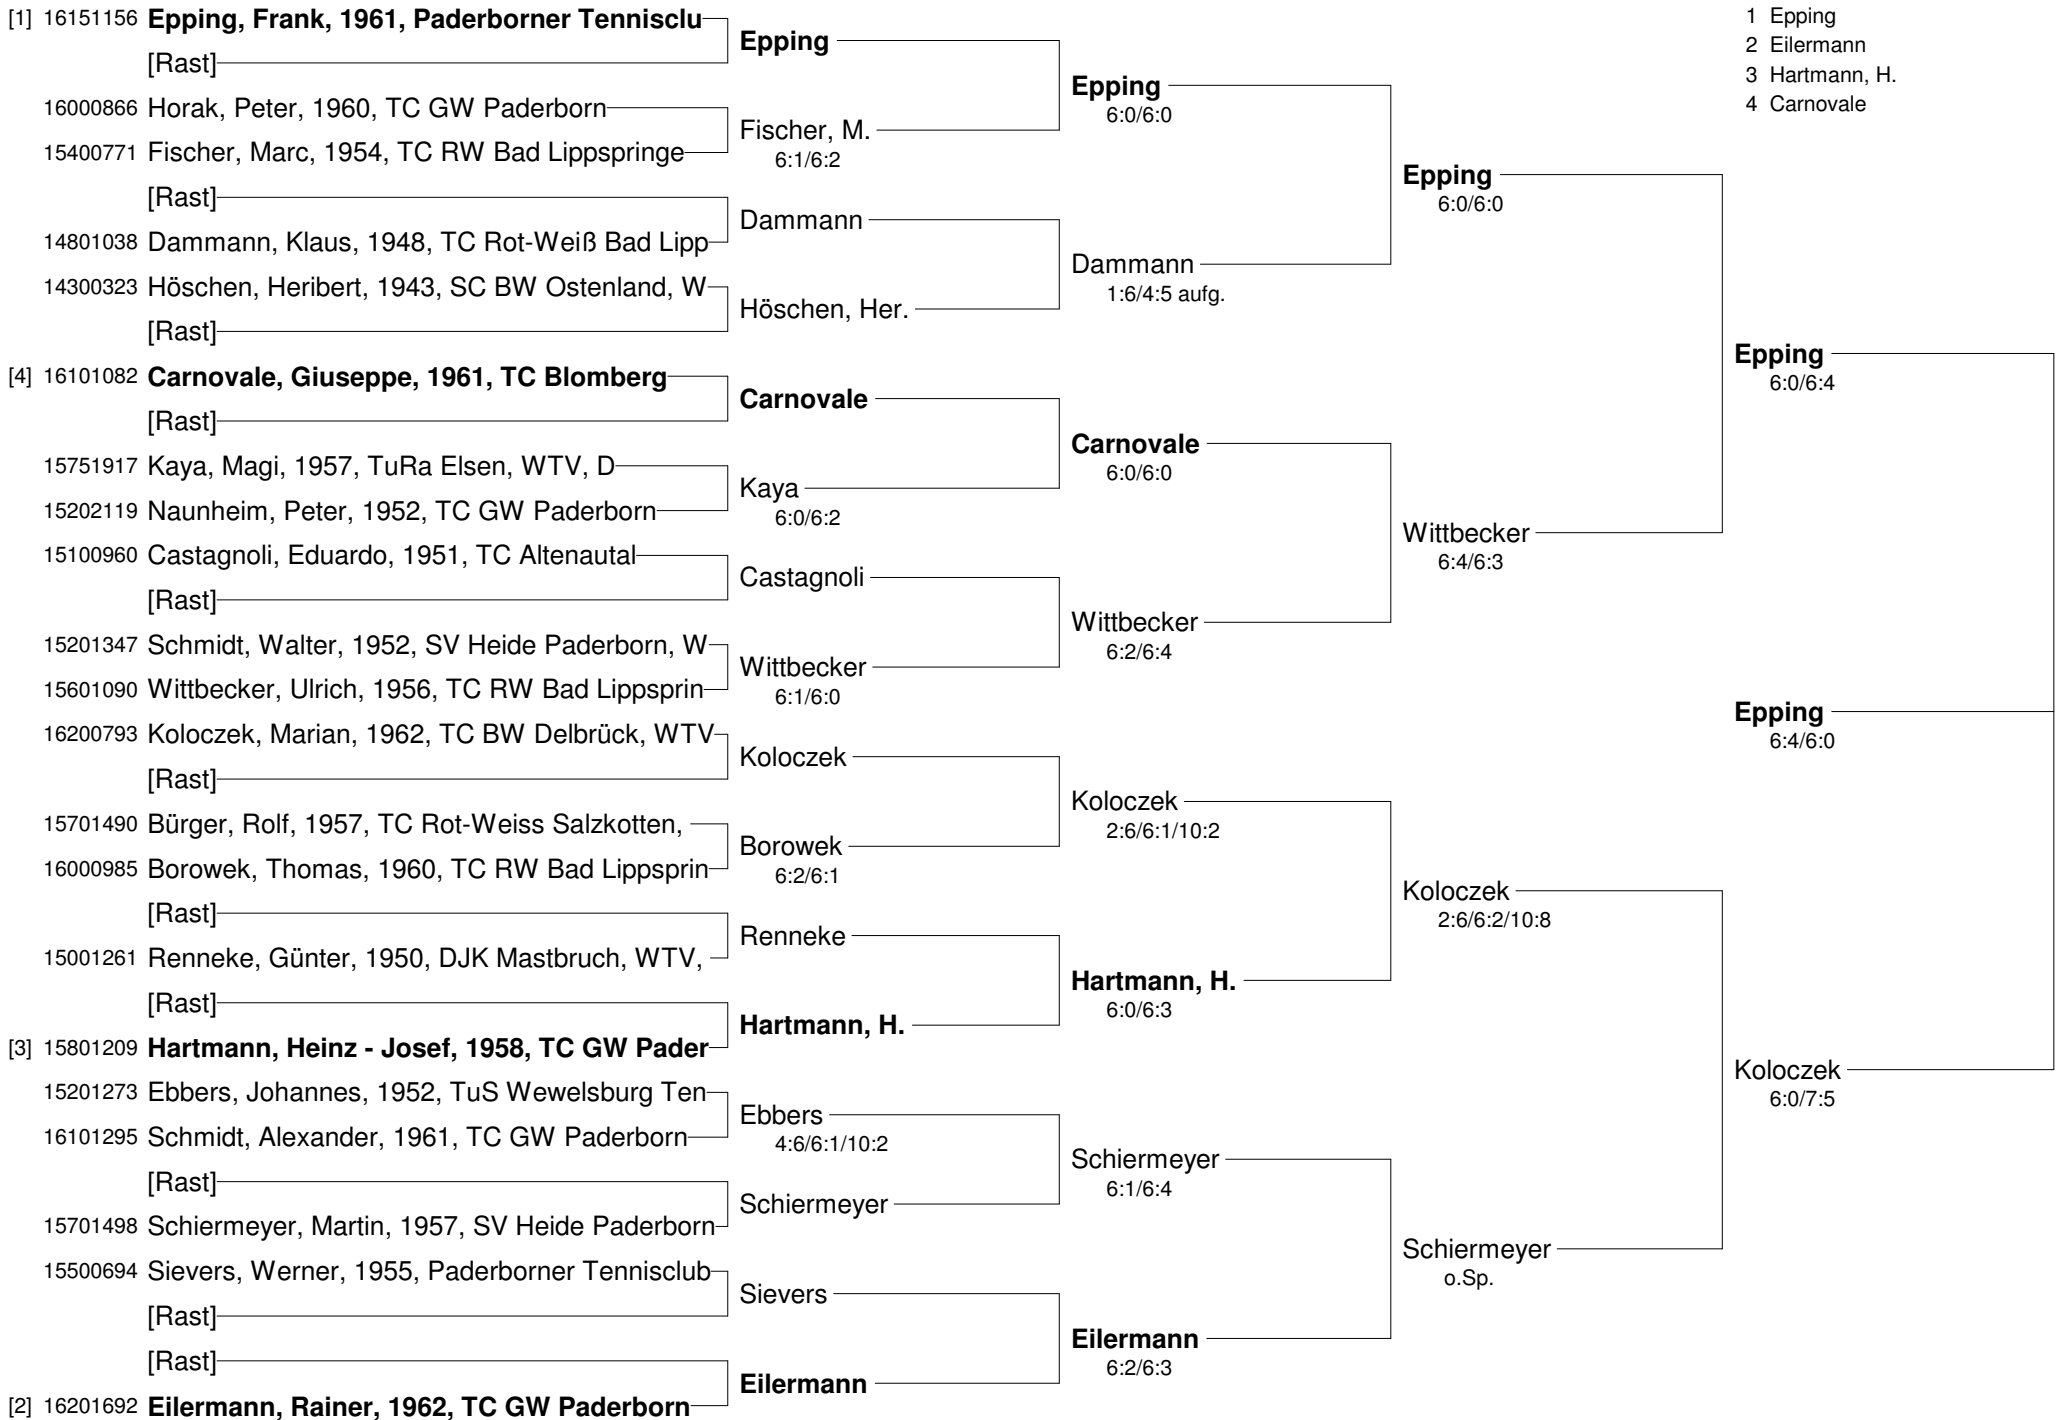 [1] 16151156 Epping, Frank, 1961, Paderborner Tennisclu
[Rast]
16000866 Horak, Peter, 1960, TC GW Paderborn
15400771 Fischer, Marc, 1954, TC RW Bad Lippspringe
[Rast]
14801038 Dammann, Klaus, 1948, TC Rot-Weiß Bad Lipp
14300323 Höschen, Heribert, 1943, SC BW Ostenland, W
[Rast]
[4] 16101082 Carnovale, Giuseppe, 1961, TC Blomberg
[Rast]
15751917 Kaya, Magi, 1957, TuRa Elsen, WTV, D
15202119 Naunheim, Peter, 1952, TC GW Paderborn
15100960 Castagnoli, Eduardo, 1951, TC Altenautal
[Rast]
15201347 Schmidt, Walter, 1952, SV Heide Paderborn, W
15601090 Wittbecker, Ulrich, 1956, TC RW Bad Lippsprin
16200793 Koloczek, Marian, 1962, TC BW Delbrück, WTV
[Rast]
15701490 Bürger, Rolf, 1957, TC Rot-Weiss Salzkotten,
16000985 Borowek, Thomas, 1960, TC RW Bad Lippsprin
[Rast]
15001261 Renneke, Günter, 1950, DJK Mastbruch, WTV,
[Rast]
[3] 15801209 Hartmann, Heinz - Josef, 1958, TC GW Pader
15201273 Ebbers, Johannes, 1952, TuS Wewelsburg Ten
16101295 Schmidt, Alexander, 1961, TC GW Paderborn
[Rast]
15701498 Schiermeyer, Martin, 1957, SV Heide Paderborn
15500694 Sievers, Werner, 1955, Paderborner Tennisclub
[Rast]
[Rast]
[2] 16201692 Eilermann, Rainer, 1962, TC GW Paderborn
Epping
Fischer, M.
6:1/6:2
Dammann
Höschen, Her.
Carnovale
Kaya
6:0/6:2
Castagnoli
Wittbecker
6:1/6:0
Koloczek
Borowek
6:2/6:1
Renneke
Hartmann, H.
Ebbers
4:6/6:1/10:2
Schiermeyer
Sievers
Eilermann
Epping
6:0/6:0
Dammann
1:6/4:5 aufg.
Carnovale
6:0/6:0
Wittbecker
6:2/6:4
Koloczek
2:6/6:1/10:2
Hartmann, H.
6:0/6:3
Schiermeyer
6:1/6:4
Eilermann
6:2/6:3
Epping
6:0/6:0
Wittbecker
6:4/6:3
Koloczek
2:6/6:2/10:8
Schiermeyer
o.Sp.
Epping
6:0/6:4
Epping
6:4/6:0
Koloczek
6:0/7:5
1 Epping
2 Eilermann
3 Hartmann, H.
4 Carnovale